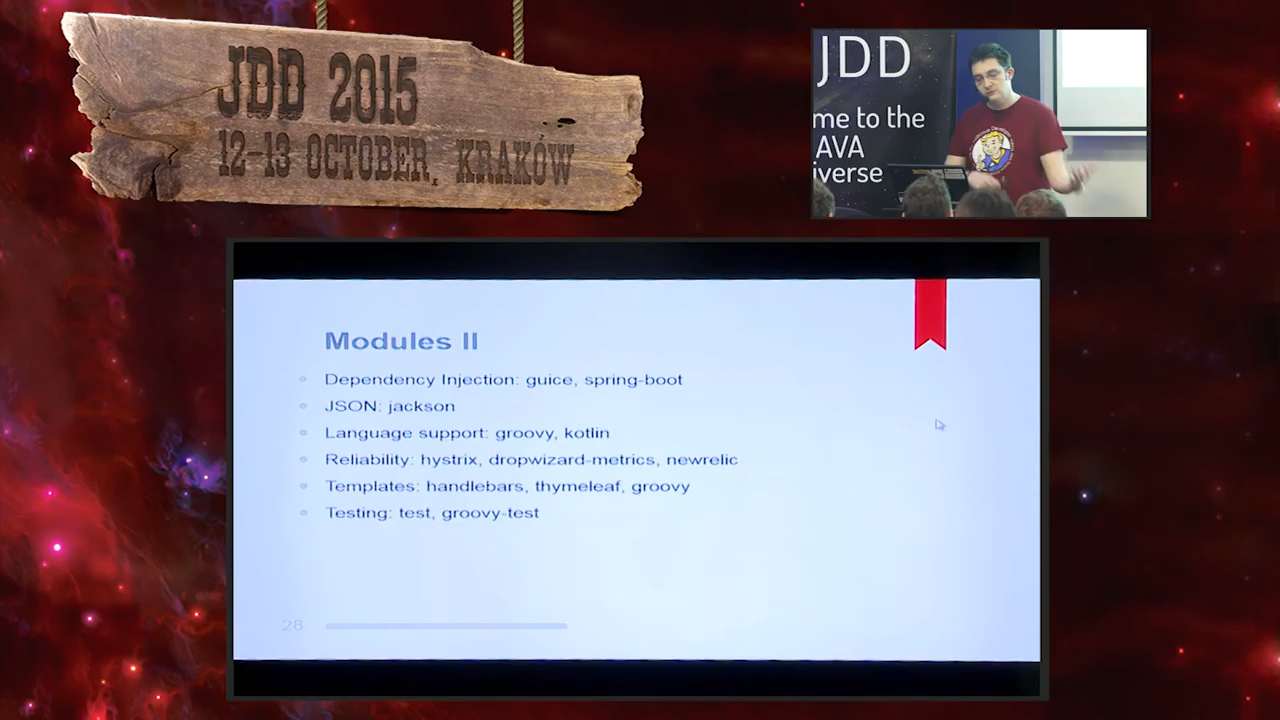 JDD 2015
12-13 OCTOBER, KRAKÓW
JDD
me to the
AVA
iverse
Modules II
Dependency Injection: guice, spring-boot
JSON: jackson
Language support: groovy, kotlin
Reliability: hystrix, dropwizard-metrics, newrelic
Templates: handlebars, thymeleaf, groovy
Testing: test, groovy-test
28